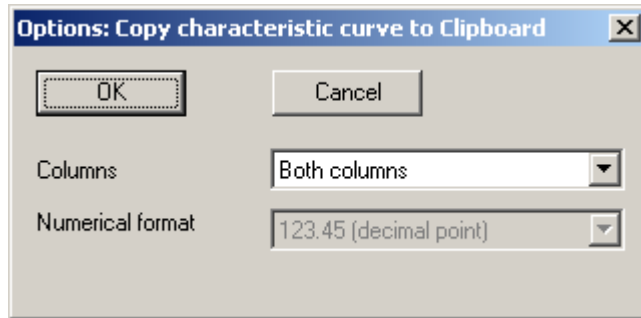 Options: Copy characteristic curve to Clipboard
OK
Cancel
Columns
Both columns
Numerical format
123.45 (decimal point)